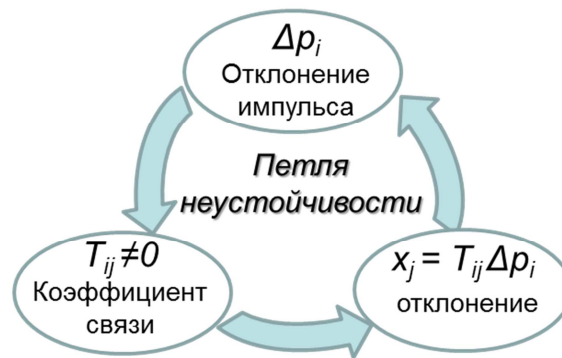 Δp_i
Отклонение
импульса
Петля
неустойчивости
T_ij ≠0
Коэффициент
связи
x_j = T_ij Δp_i
отклонение